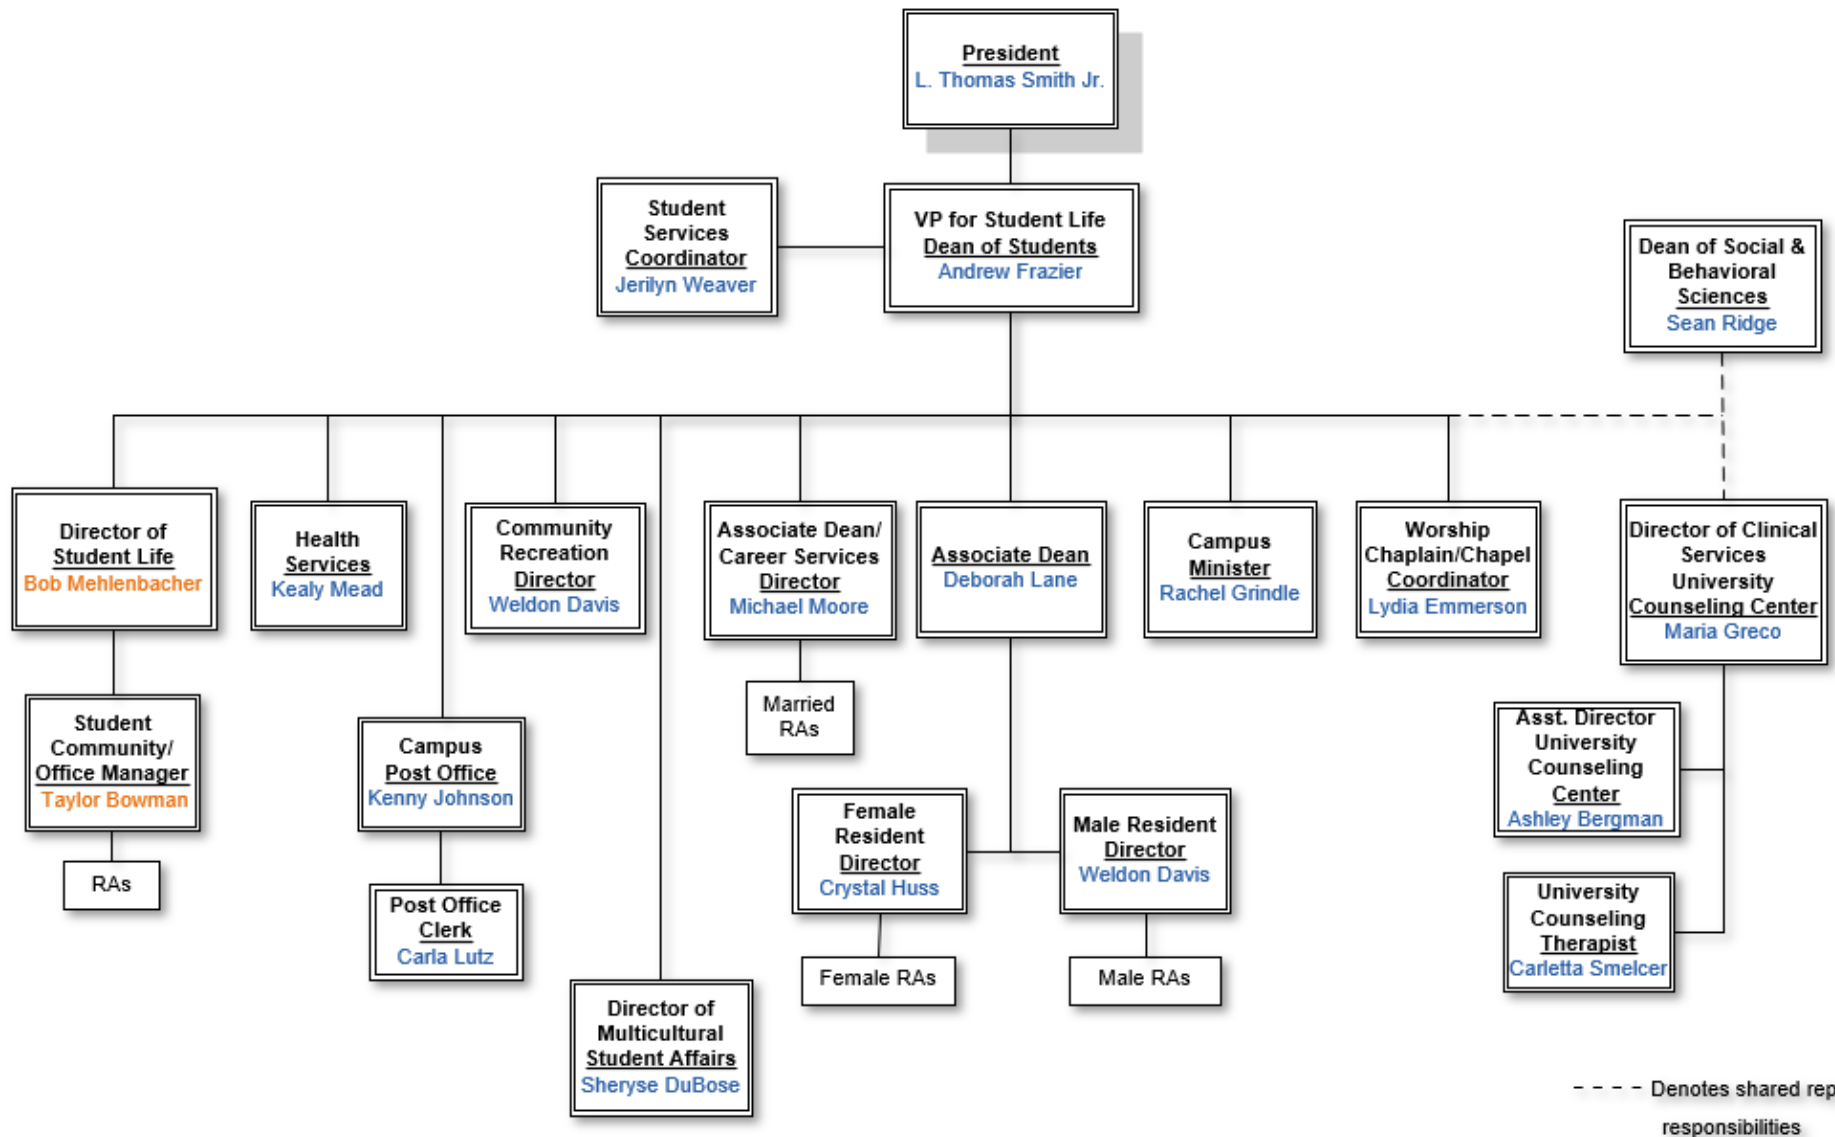 President
L. Thomas Smith Jr.
Student
Services
Coordinator
Jerilyn Weaver
VP for Student Life
Dean of Students
Andrew Frazier
Dean of Social &
Behavioral
Sciences
Sean Ridge
Director of
Student Life
Bob Mehlenbacher
Health
Services
Kealy Mead
Community
Recreation
Director
Weldon Davis
Associate Dean/
Career Services
Director
Michael Moore
Associate Dean
Deborah Lane
Campus
Minister
Rachel Grindle
Worship
Chaplain/Chapel
Coordinator
Lydia Emmerson
Director of Clinical
Services
University
Counseling Center
Maria Greco
Student
Community/
Office Manager
Taylor Bowman
RAs
Campus
Post Office
Kenny Johnson
Post Office
Clerk
Carla Lutz
Director of
Multicultural
Student Affairs
Sheryse DuBose
Married
RAs
Female
Resident
Director
Crystal Huss
Female RAs
Male Resident
Director
Weldon Davis
Male RAs
Asst. Director
University
Counseling
Center
Ashley Bergman
University
Counseling
Therapist
Carletta Smelcer
Denotes shared rep
responsibilities